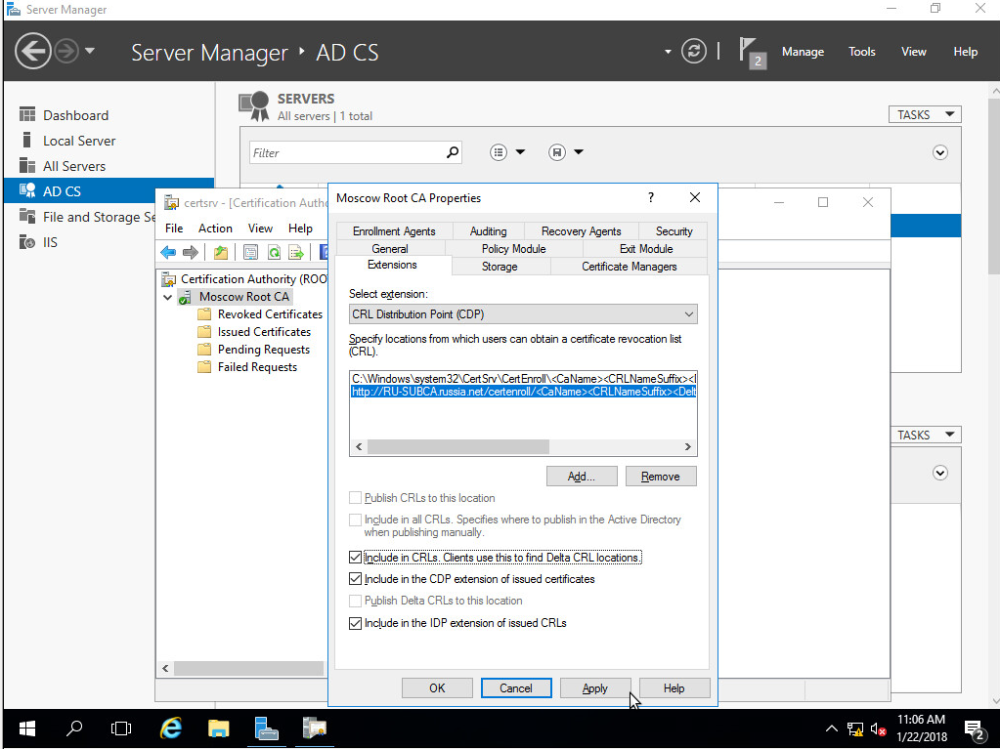 Server Manager
Server Manager ‣ AD CS
2
Manage
Tools
View
Help
Dashboard
Local Server
All Servers
AD CS
File and Storage Se
IIS
SERVERS
All servers | 1 total
TASKS
Filter
certsrv - [Certification Autho
File Action View Help
Certification Authority (ROO
Moscow Root CA
Revoked Certificates
Issued Certificates
Pending Requests
Failed Requests
Moscow Root CA Properties
?
Enrollment Agents
Auditing
Recovery Agents
Security
General
Policy Module
Exit Module
Extensions
Storage
Certificate Managers
Select extension:
CRL Distribution Point (CDP)
Specify locations from which users can obtain a certificate revocation list
(CRL).
C:\Windows\system32\CertSrv\CertEnroll\<CaName><CRLNameSuffix><
http://RU-SUBCA.russia.net/certenroll/<CaName><CRLNameSuffix><Delt
Add...
Remove
Publish CRLs to this location
Include in all CRLs. Specifies where to publish in the Active Directory
when publishing manually.
Include in CRLs. Clients use this to find Delta CRL locations.
Include in the CDP extension of issued certificates
Publish Delta CRLs to this location
Include in the IDP extension of issued CRLs
OK
Cancel
Apply
Help
TASKS
11:06 AM
1/22/2018
2